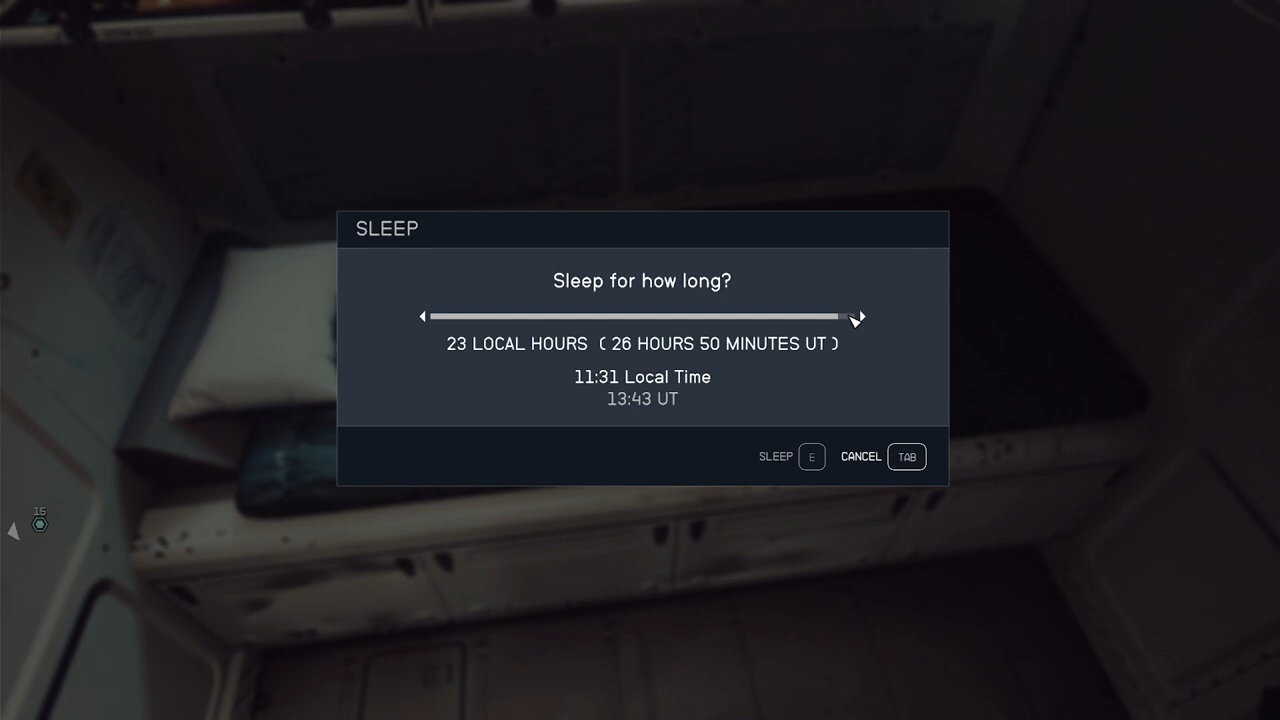 SLEEP
Sleep for how long?
23 LOCAL HOURS ( 26 HOURS 50 MINUTES UT )
11:31 Local Time
13:43 UT
SLEEP E CANCEL TAB
15